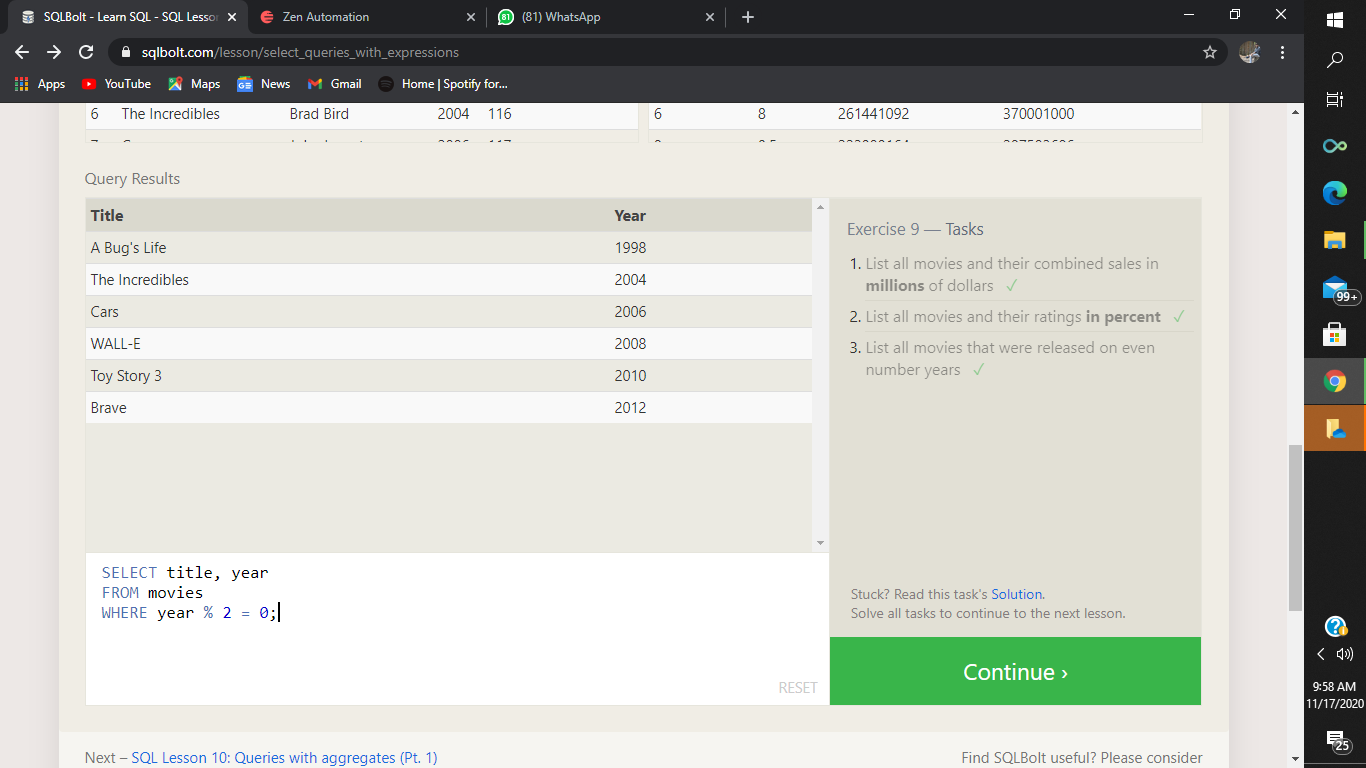 SQLBolt - Learn SQL - SQL Lesson
Zen Automation
(81) WhatsApp
sqlbolt.com/lesson/select_queries_with_expressions
Apps YouTube Maps News Gmail Home | Spotify for...
6 The Incredibles Brad Bird 2004 116 6 8 261441092 370001000
Query Results
Title Year
A Bug's Life 1998
The Incredibles 2004
Cars 2006
WALL-E 2008
Toy Story 3 2010
Brave 2012
SELECT title, year
FROM movies
WHERE year % 2 = 0;
RESET
Exercise 9 — Tasks
1. List all movies and their combined sales in
millions of dollars ✓
2. List all movies and their ratings in percent ✓
3. List all movies that were released on even
number years ✓
Stuck? Read this task's Solution.
Solve all tasks to continue to the next lesson.
Continue ›
Next – SQL Lesson 10: Queries with aggregates (Pt. 1)
Find SQLBolt useful? Please consider
99+
9:58 AM
11/17/2020
25